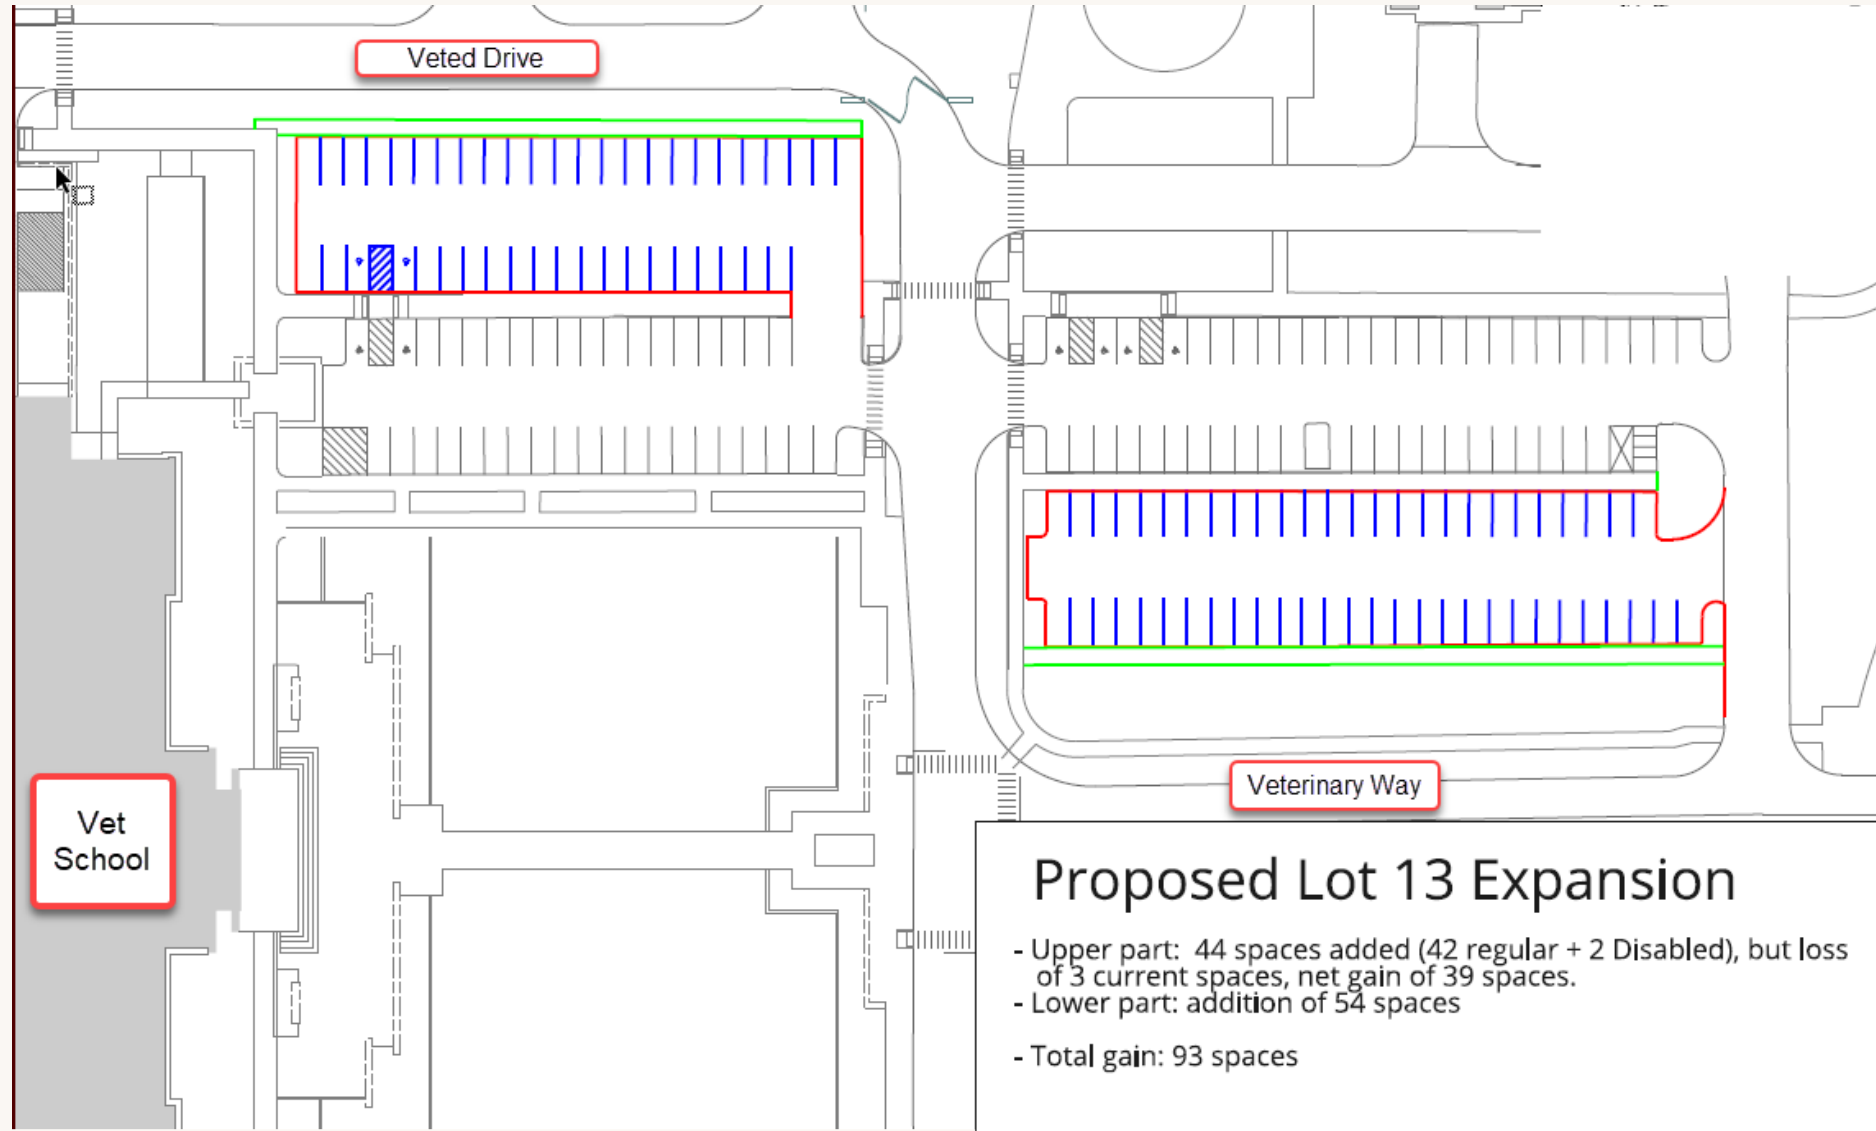 Veted Drive
Vet
School
Veterinary Way
Proposed Lot 13 Expansion
- Upper part:  44 spaces added (42 regular + 2 Disabled), but loss
of 3 current spaces, net gain of 39 spaces.
- Lower part: addition of 54 spaces
- Total gain: 93 spaces